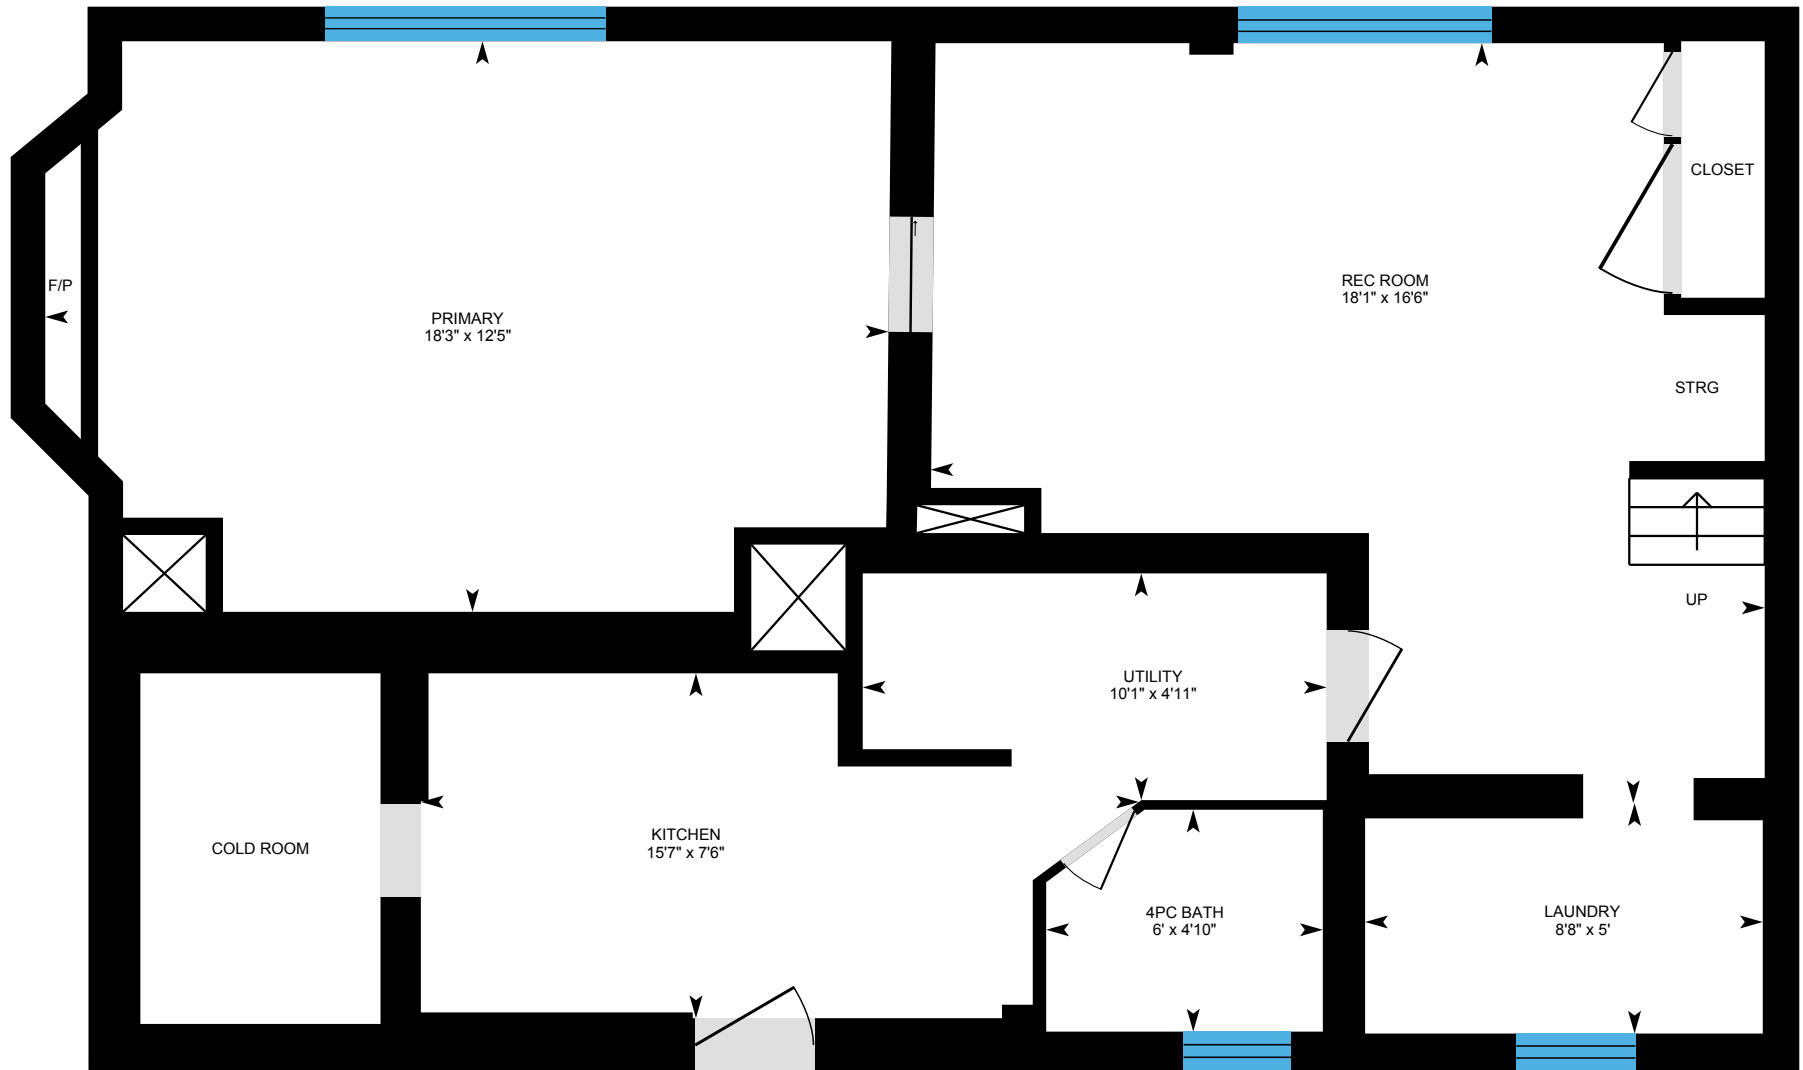 CLOSET
F/P
REC ROOM
18'1" x 16'6"
PRIMARY
18'3" x 12'5"
STRG
UP
UTILITY
10'1" x 4'11"
KITCHEN
15'7" x 7'6"
COLD ROOM
4PC BATH
6' x 4'10"
LAUNDRY
8'8" x 5'